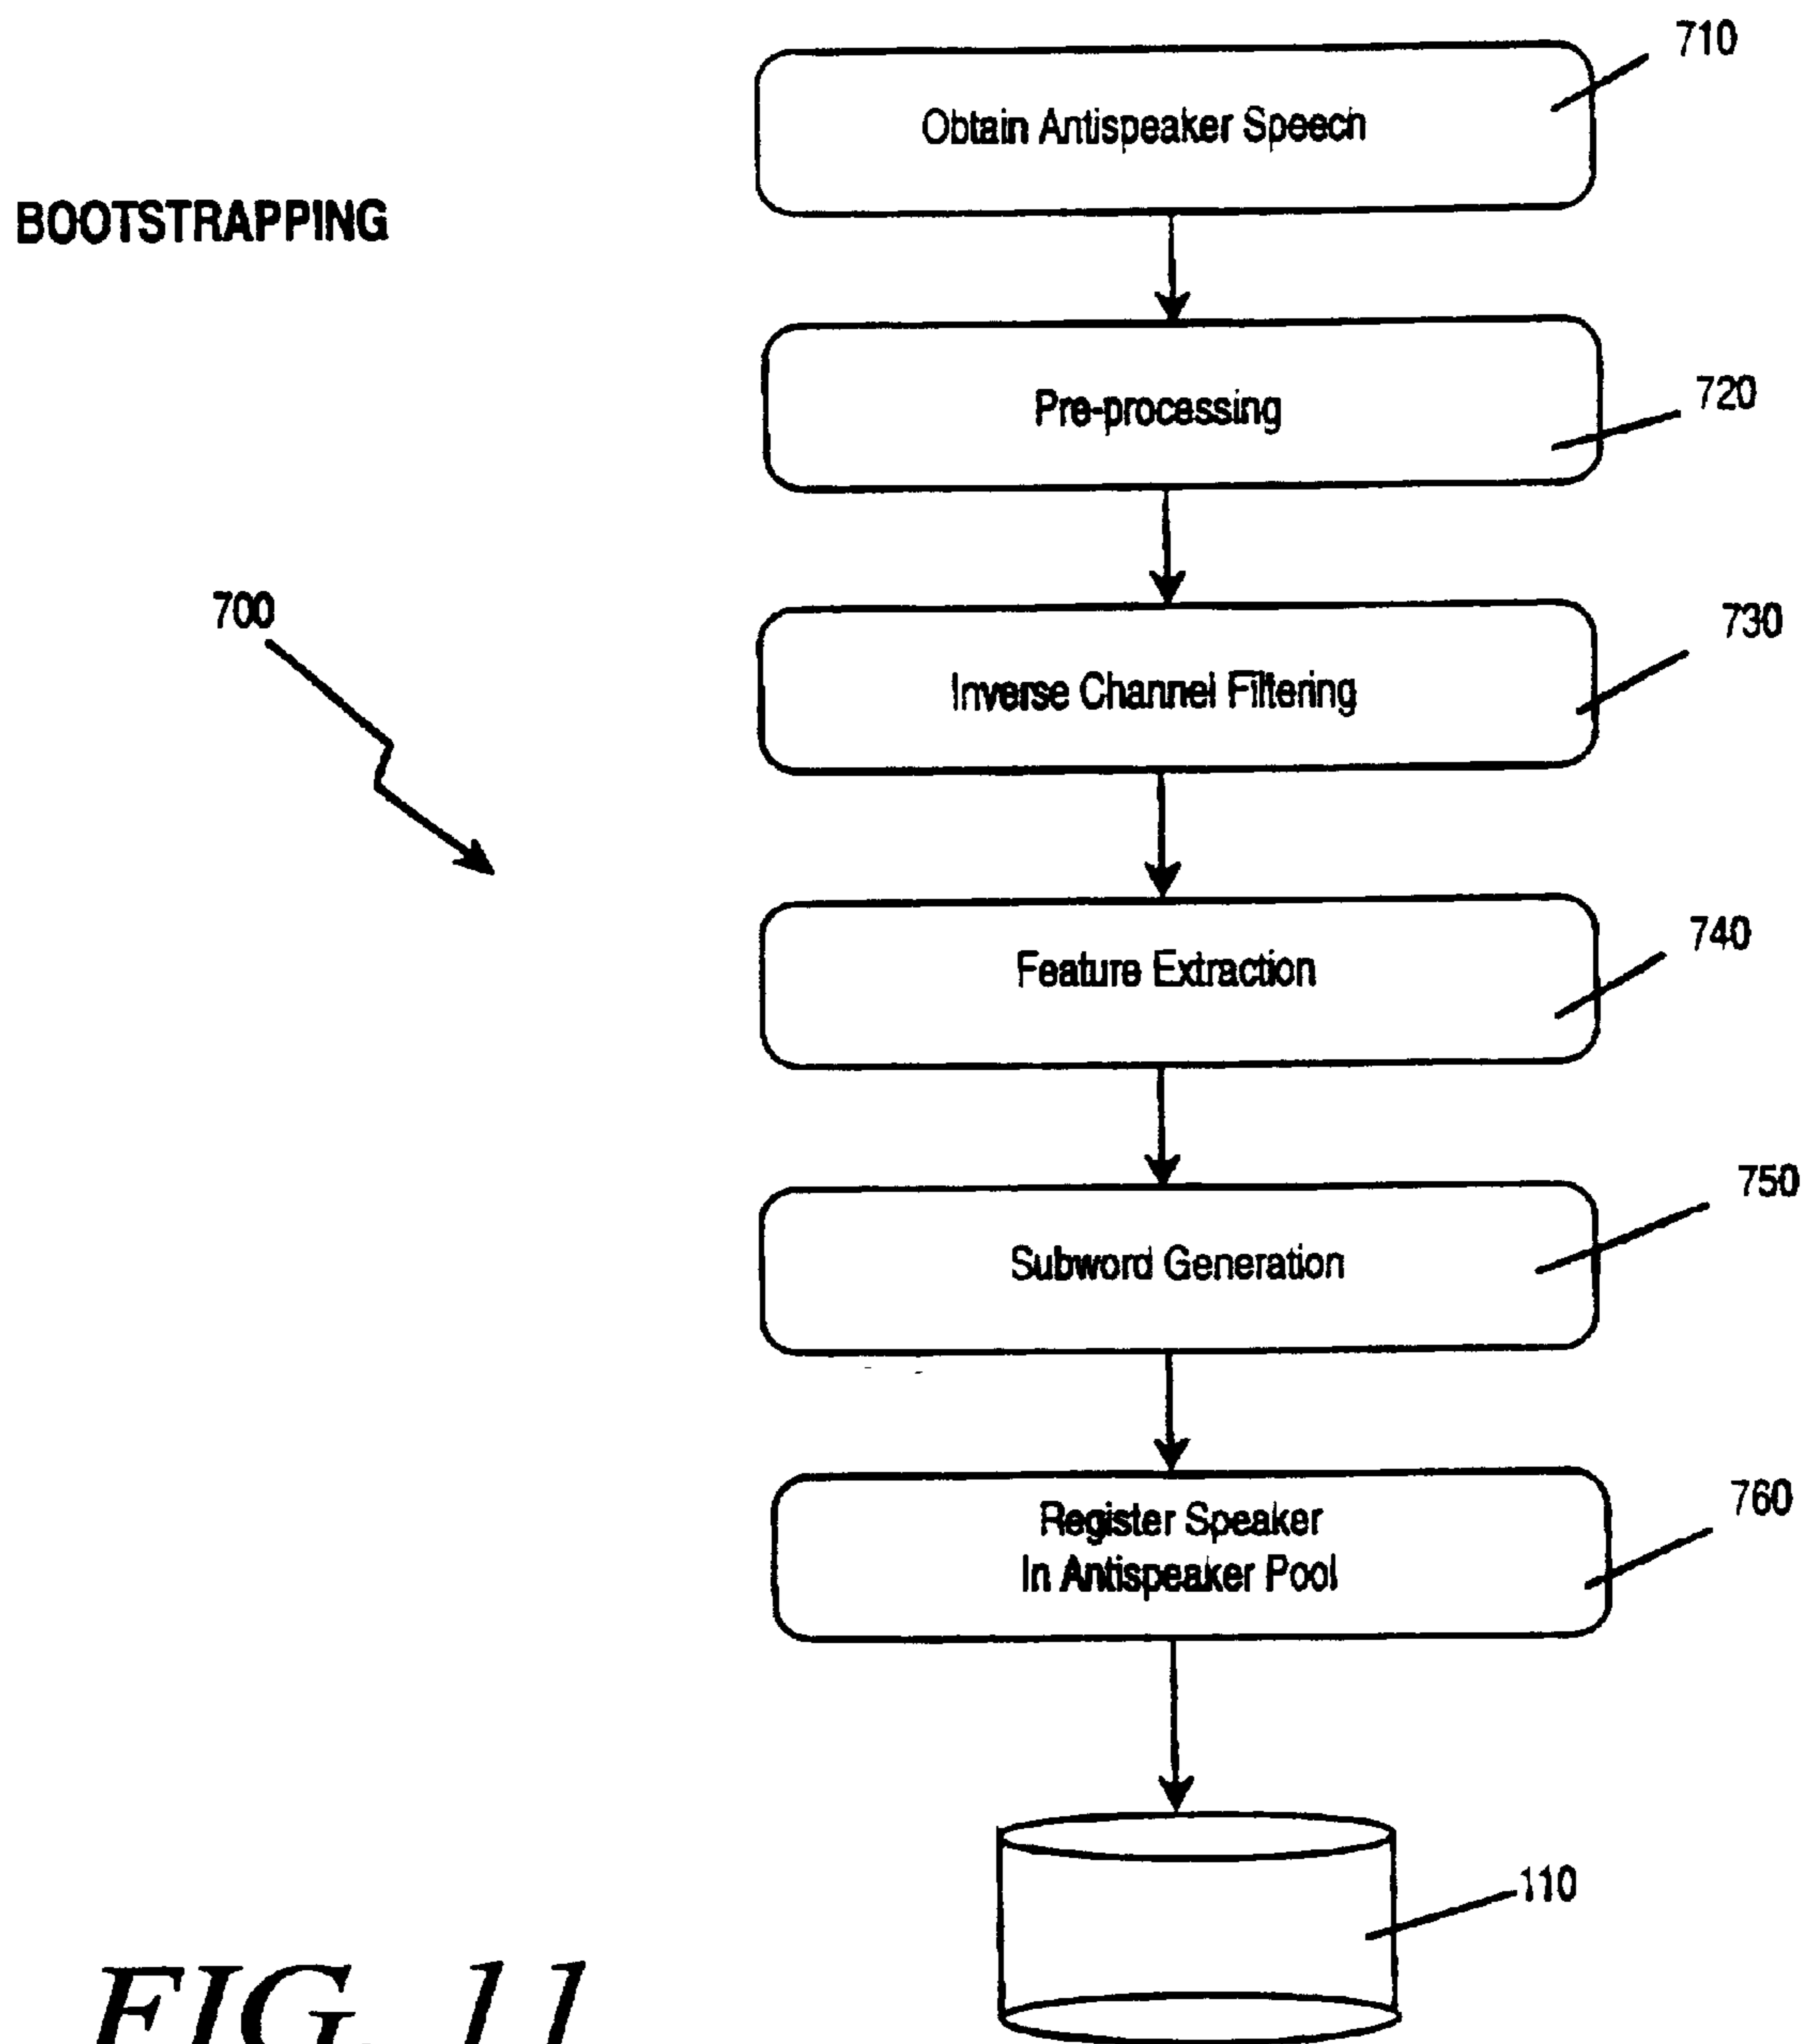 710
Obtain Antispeaker Speech
BOOTSTRAPPING
720
Pre-processing
700
730
Inverse Channel Filtering
740
Feature Extraction
750
Subword Generation
760
Register Speaker
In Antispeaker Pool
110
FIG. 11